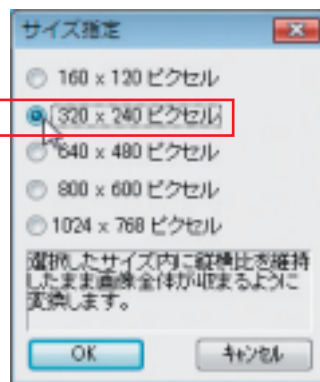 サイズ指定
160 x 120 ピクセル
320 x 240 ピクセル
640 x 480 ピクセル
800 x 600 ピクセル
1024 x 768 ピクセル
選択したサイズ内に縦横比を維持
したまま画像全体が収まるように
変換します。
OK
キャンセル